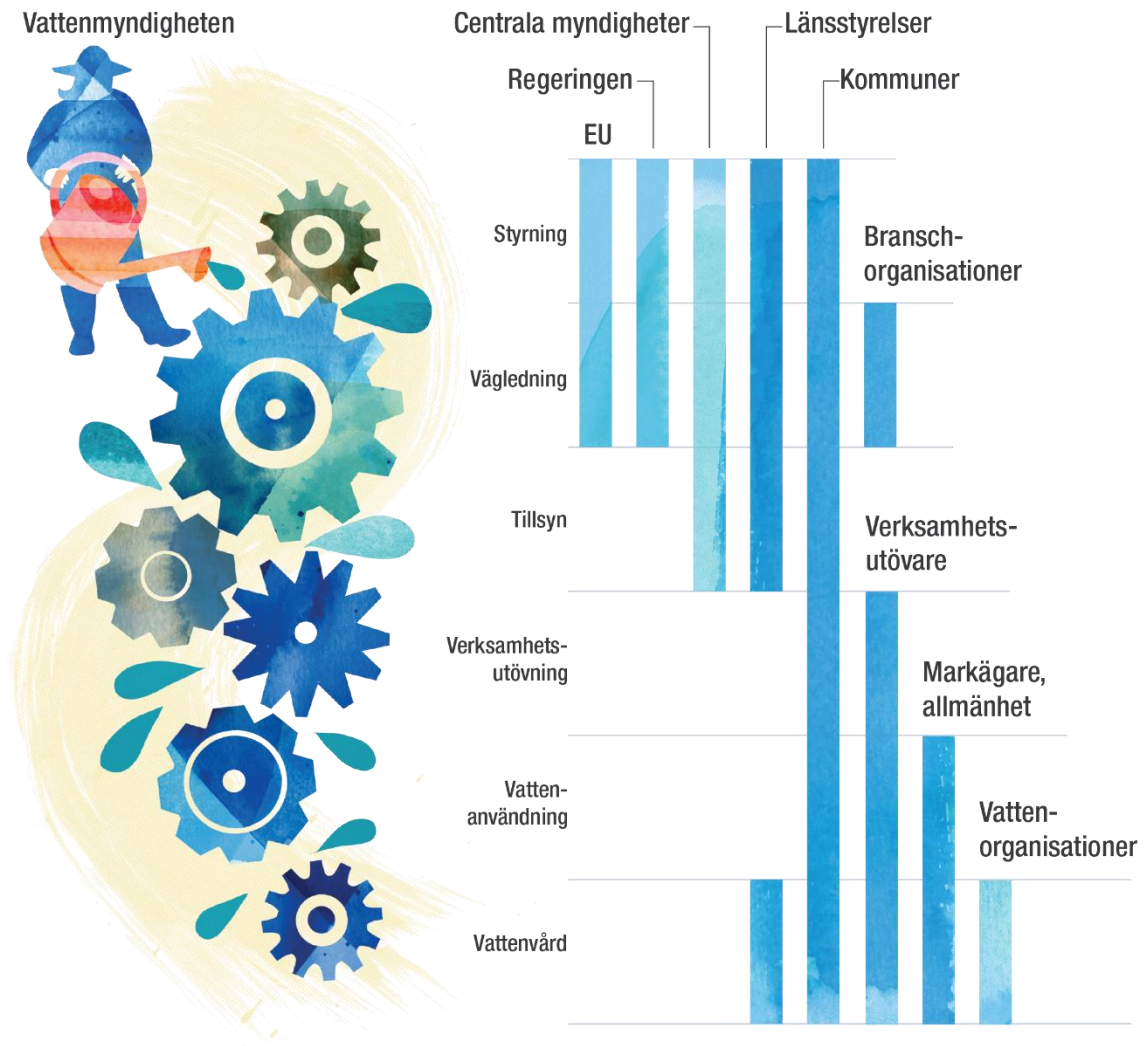 Vattenmyndigheten
Centrala myndigheter
Länsstyrelser
Regeringen
Kommuner
EU
Styrning
Bransch-
organisationer
Vägledning
Tillsyn
Verksamhets-
utövare
Verksamhets-
utövning
Markägare,
allmänhet
Vatten-
användning
Vatten-
organisationer
Vattenvård